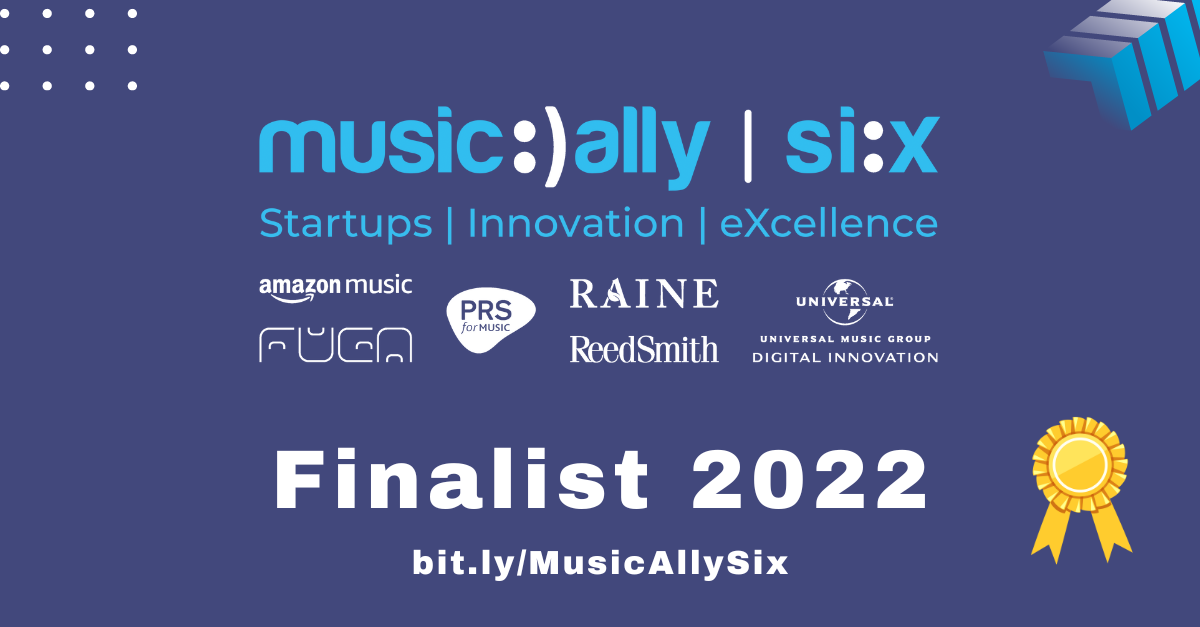 music:)ally | si:x
Startups | Innovation | eXcellence
amazon music
FUGA
PRS
for MUSIC
RAINE
ReedSmith
UNIVERSAL
UNIVERSAL MUSIC GROUP
DIGITAL INNOVATION
Finalist 2022
bit.ly/MusicAllySix